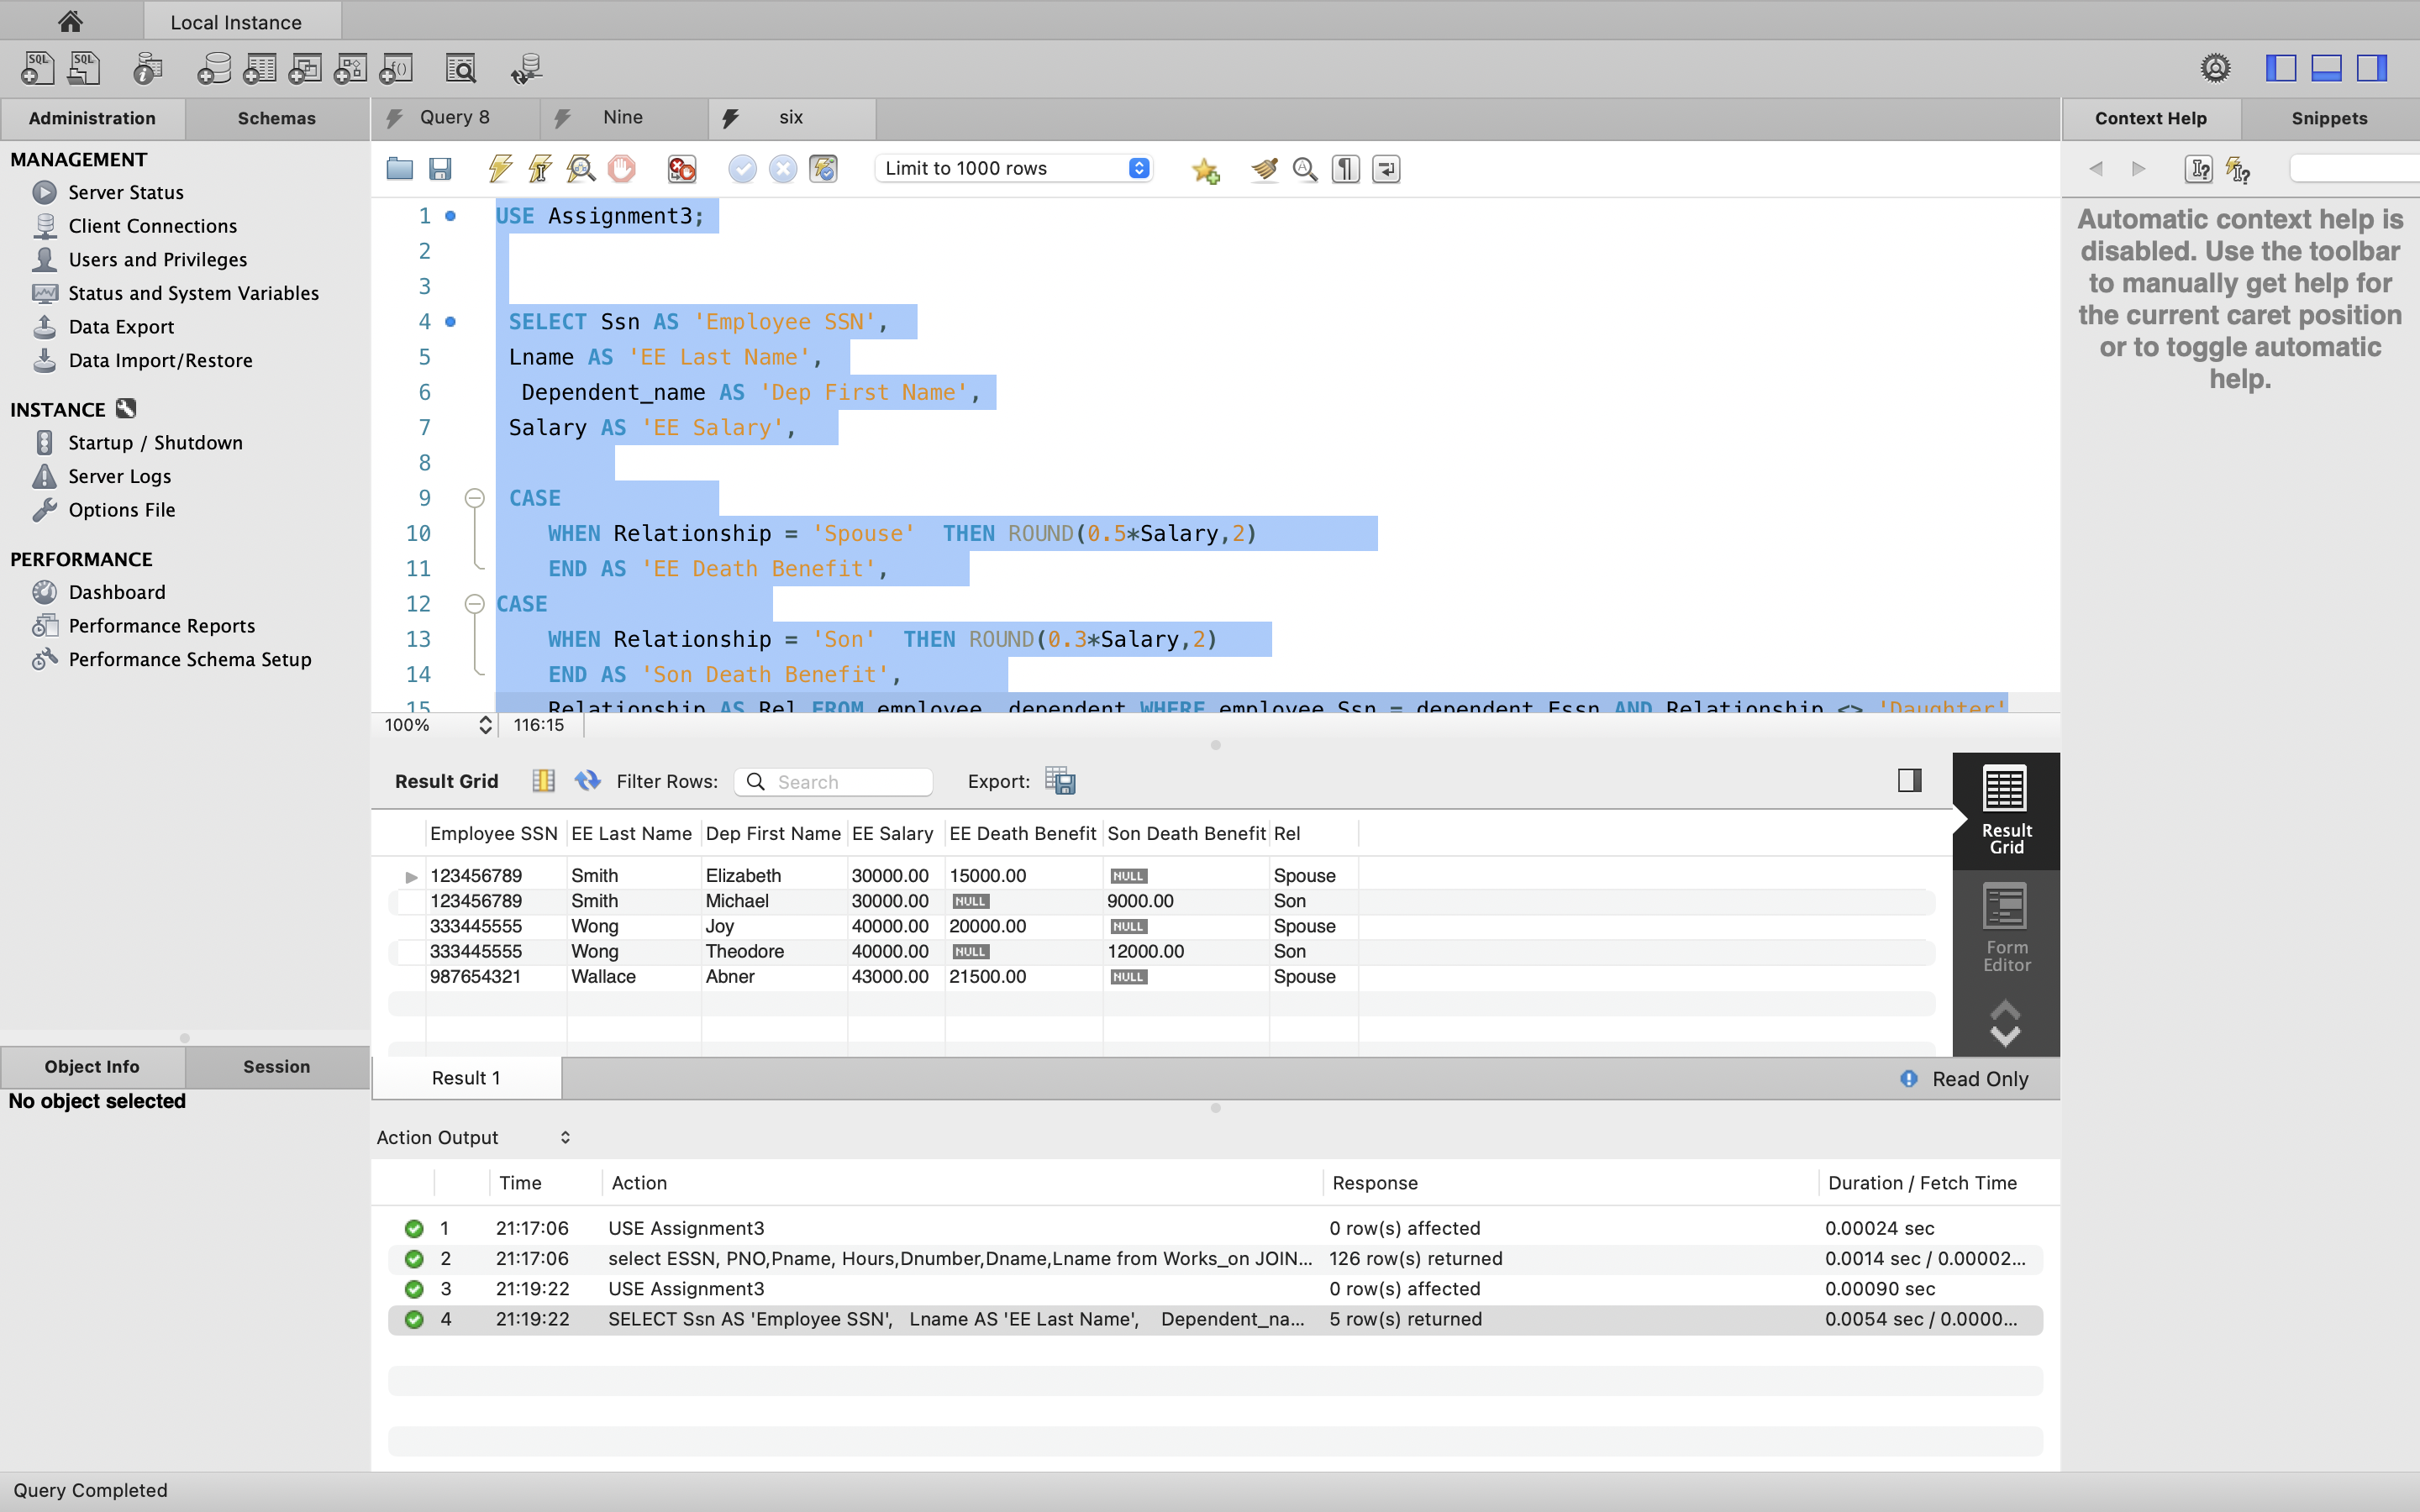 Local Instance
SQL SQL
Administration Schemas
Query 8 Nine six
Context Help Snippets
MANAGEMENT
Server Status
Client Connections
Users and Privileges
Status and System Variables
Data Export
Data Import/Restore
INSTANCE
Startup / Shutdown
Server Logs
Options File
PERFORMANCE
Dashboard
Performance Reports
Performance Schema Setup
Object Info Session
No object selected
Limit to 1000 rows
1 USE Assignment3;
2
3
4 SELECT Ssn AS 'Employee SSN',
5 Lname AS 'EE Last Name',
6 Dependent_name AS 'Dep First Name',
7 Salary AS 'EE Salary',
8
9 CASE
10 WHEN Relationship = 'Spouse' THEN ROUND(0.5*Salary,2)
11 END AS 'EE Death Benefit',
12 CASE
13 WHEN Relationship = 'Son' THEN ROUND(0.3*Salary,2)
14 END AS 'Son Death Benefit',
15 Relationship AS Rel FROM employee, dependent WHERE employee.Ssn = dependent.Essn AND Relationship <> 'Daughter'
100% 116:15
Result Grid Filter Rows: Search Export:
Employee SSN EE Last Name Dep First Name EE Salary EE Death Benefit Son Death Benefit Rel
123456789 Smith Elizabeth 30000.00 15000.00 NULL Spouse
123456789 Smith Michael 30000.00 NULL 9000.00 Son
333445555 Wong Joy 40000.00 20000.00 NULL Spouse
333445555 Wong Theodore 40000.00 NULL 12000.00 Son
987654321 Wallace Abner 43000.00 21500.00 NULL Spouse
Result
Grid
Form
Editor
Result 1 Read Only
Action Output
Time Action Response Duration / Fetch Time
1 21:17:06 USE Assignment3 0 row(s) affected 0.00024 sec
2 21:17:06 select ESSN, PNO,Pname, Hours,Dnumber,Dname,Lname from Works_on JOIN... 126 row(s) returned 0.0014 sec / 0.00002...
3 21:19:22 USE Assignment3 0 row(s) affected 0.00090 sec
4 21:19:22 SELECT Ssn AS 'Employee SSN', Lname AS 'EE Last Name', Dependent_na... 5 row(s) returned 0.0054 sec / 0.0000...
Automatic context help is
disabled. Use the toolbar
to manually get help for
the current caret position
or to toggle automatic
help.
Query Completed